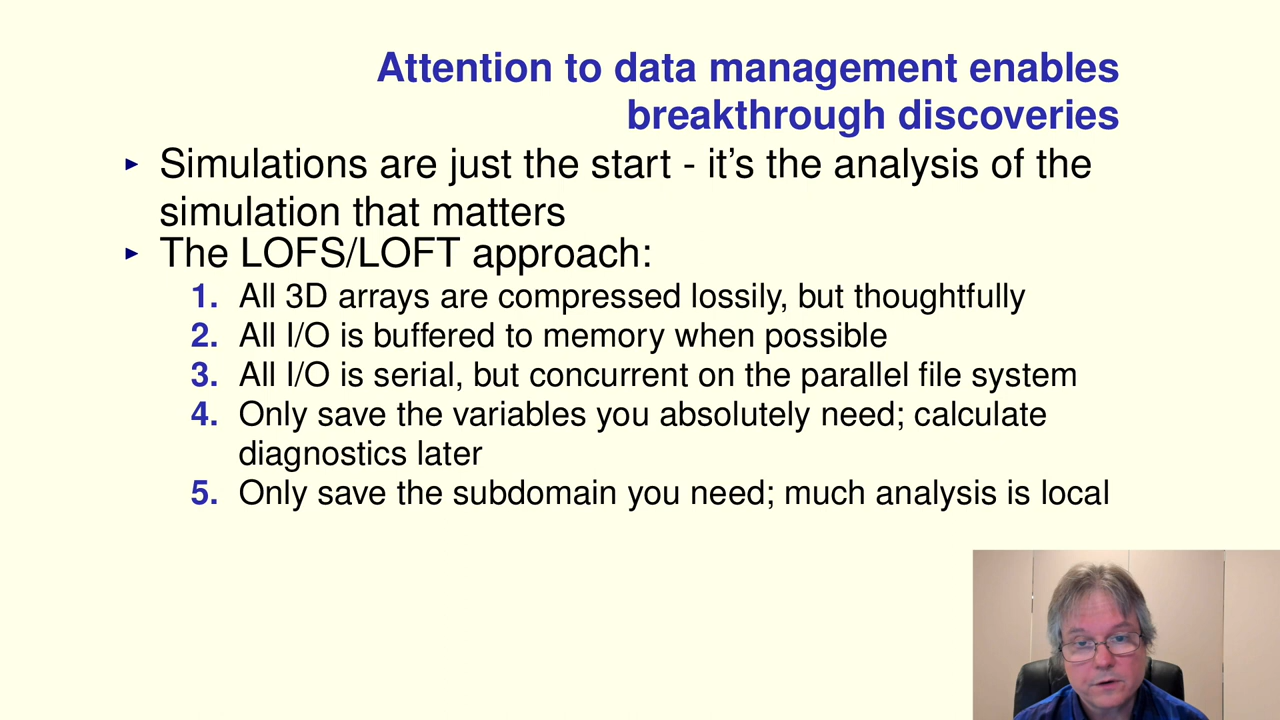 Attention to data management enables
breakthrough discoveries
▸ Simulations are just the start - it's the analysis of the
simulation that matters
▸ The LOFS/LOFT approach:
1. All 3D arrays are compressed lossily, but thoughtfully
2. All I/O is buffered to memory when possible
3. All I/O is serial, but concurrent on the parallel file system
4. Only save the variables you absolutely need; calculate
diagnostics later
5. Only save the subdomain you need; much analysis is local